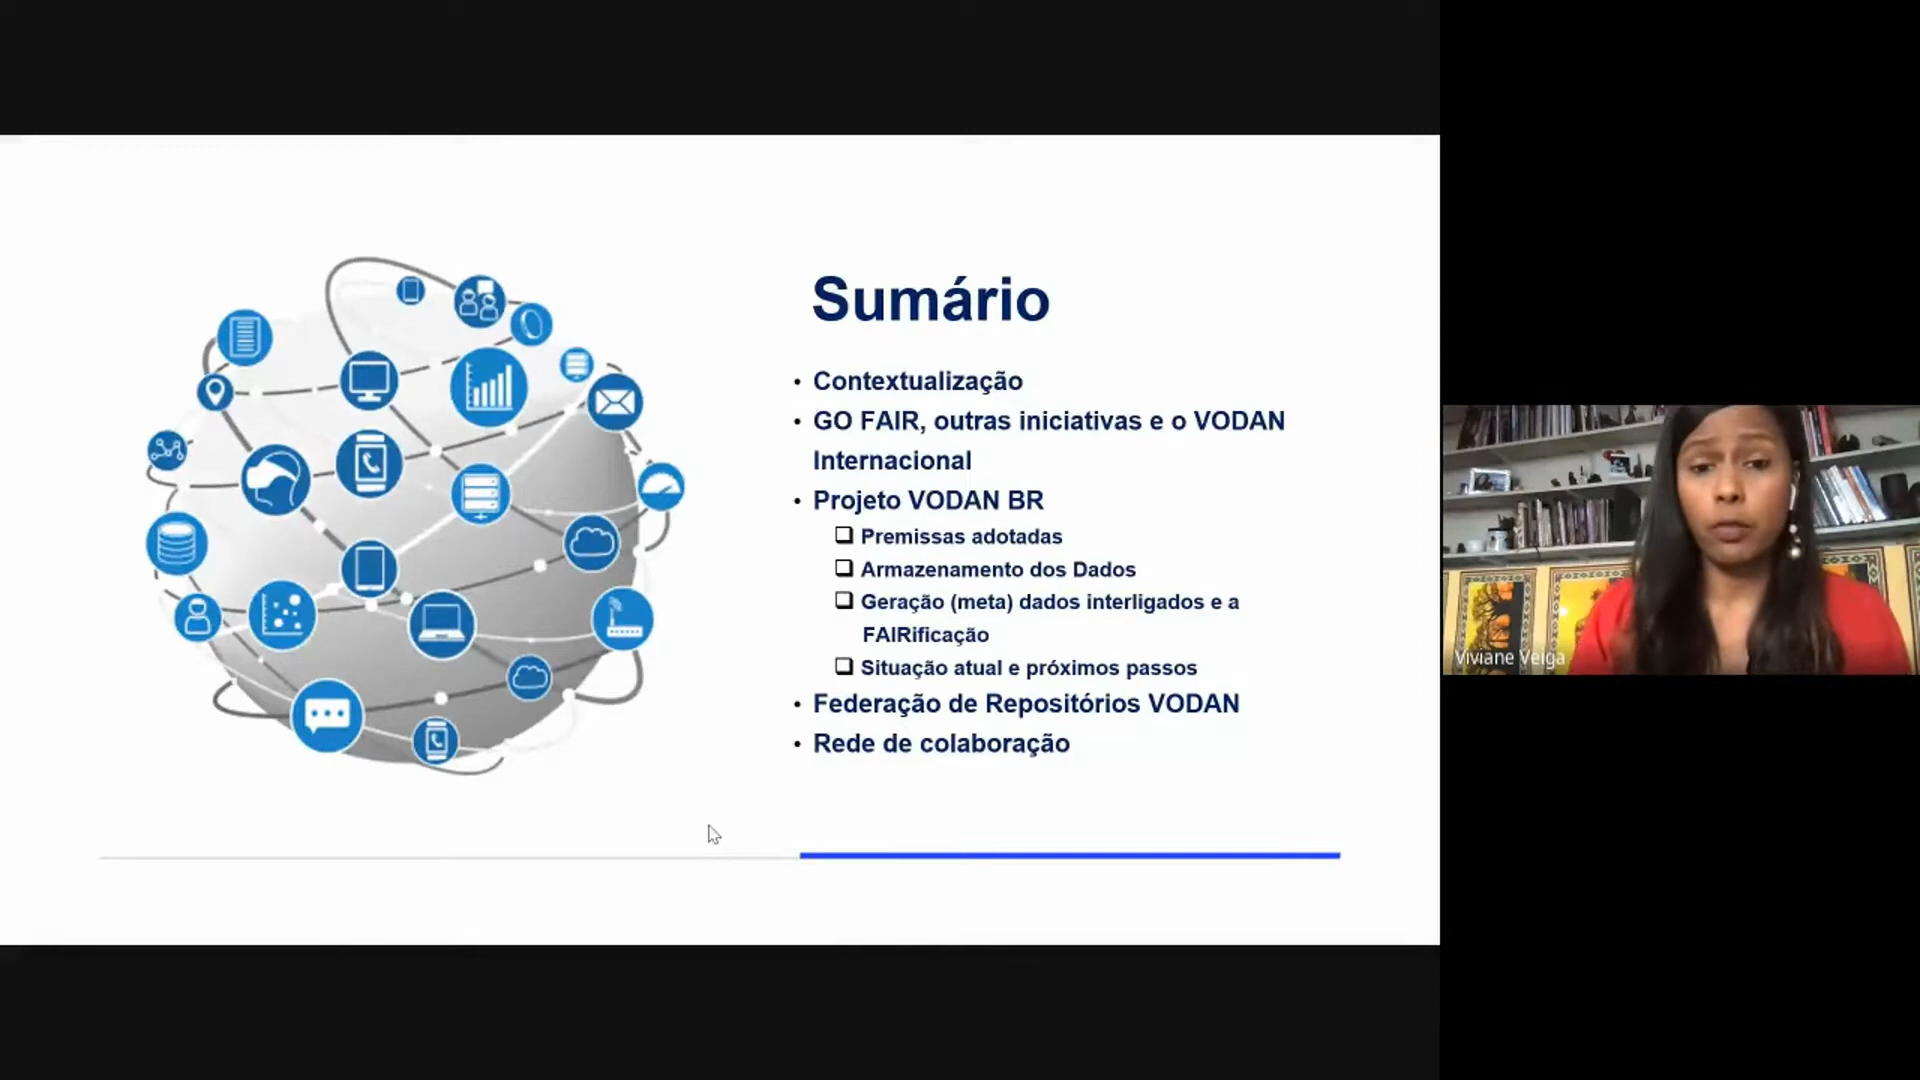 Sumário
• Contextualização
• GO FAIR, outras iniciativas e o VODAN
Internacional
• Projeto VODAN BR
❑ Premissas adotadas
❑ Armazenamento dos Dados
❑ Geração (meta) dados interligados e a
FAIRificação
❑ Situação atual e próximos passos
• Federação de Repositórios VODAN
• Rede de colaboração
Viviane Veiga